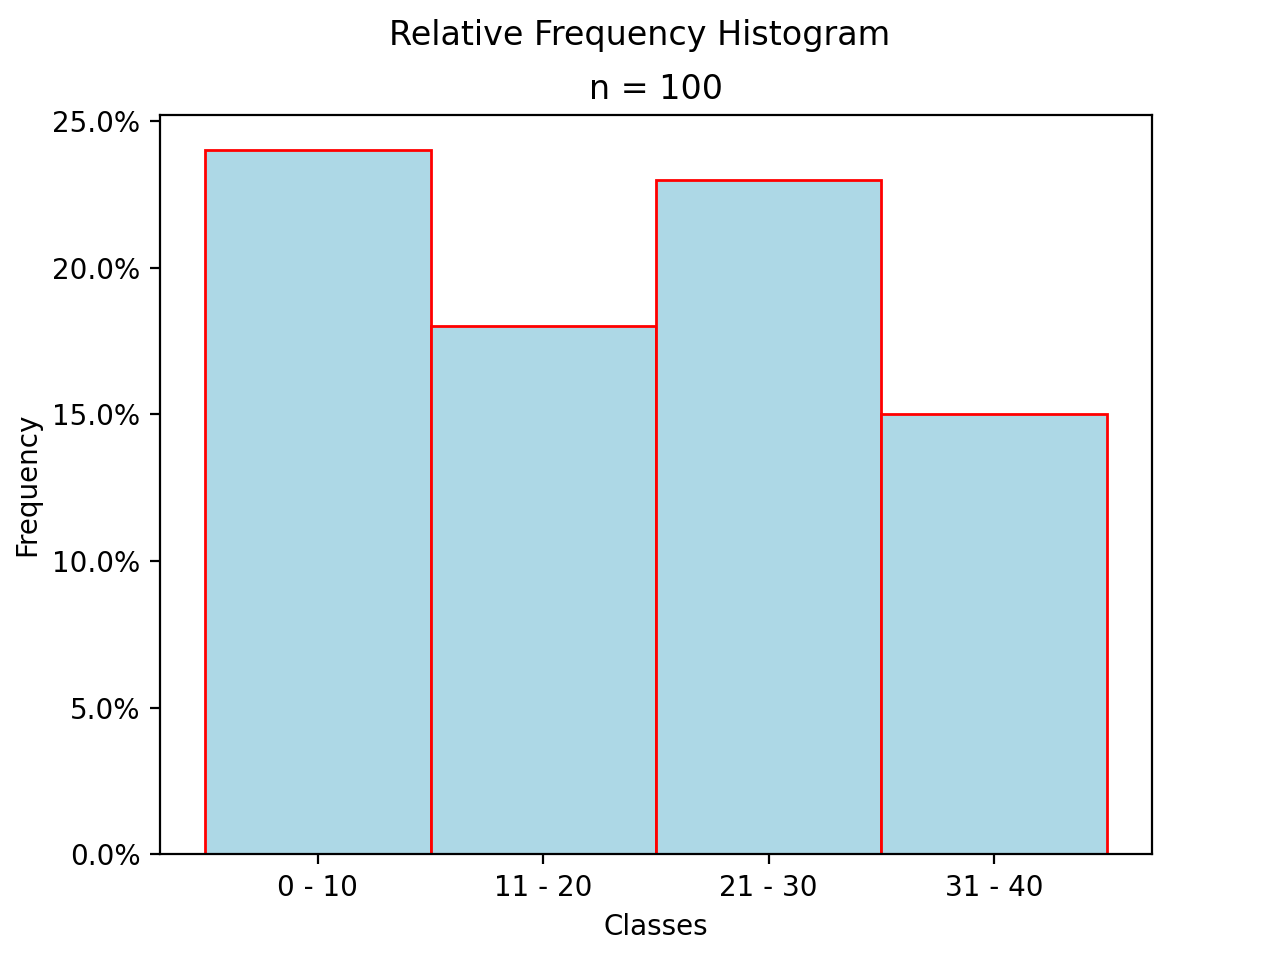 Relative Frequency Histogram
n = 100
25.0%
20.0%
15.0%
10.0%
5.0%
0.0%
Frequency
0 - 10
11 - 20
21 - 30
31 - 40
Classes